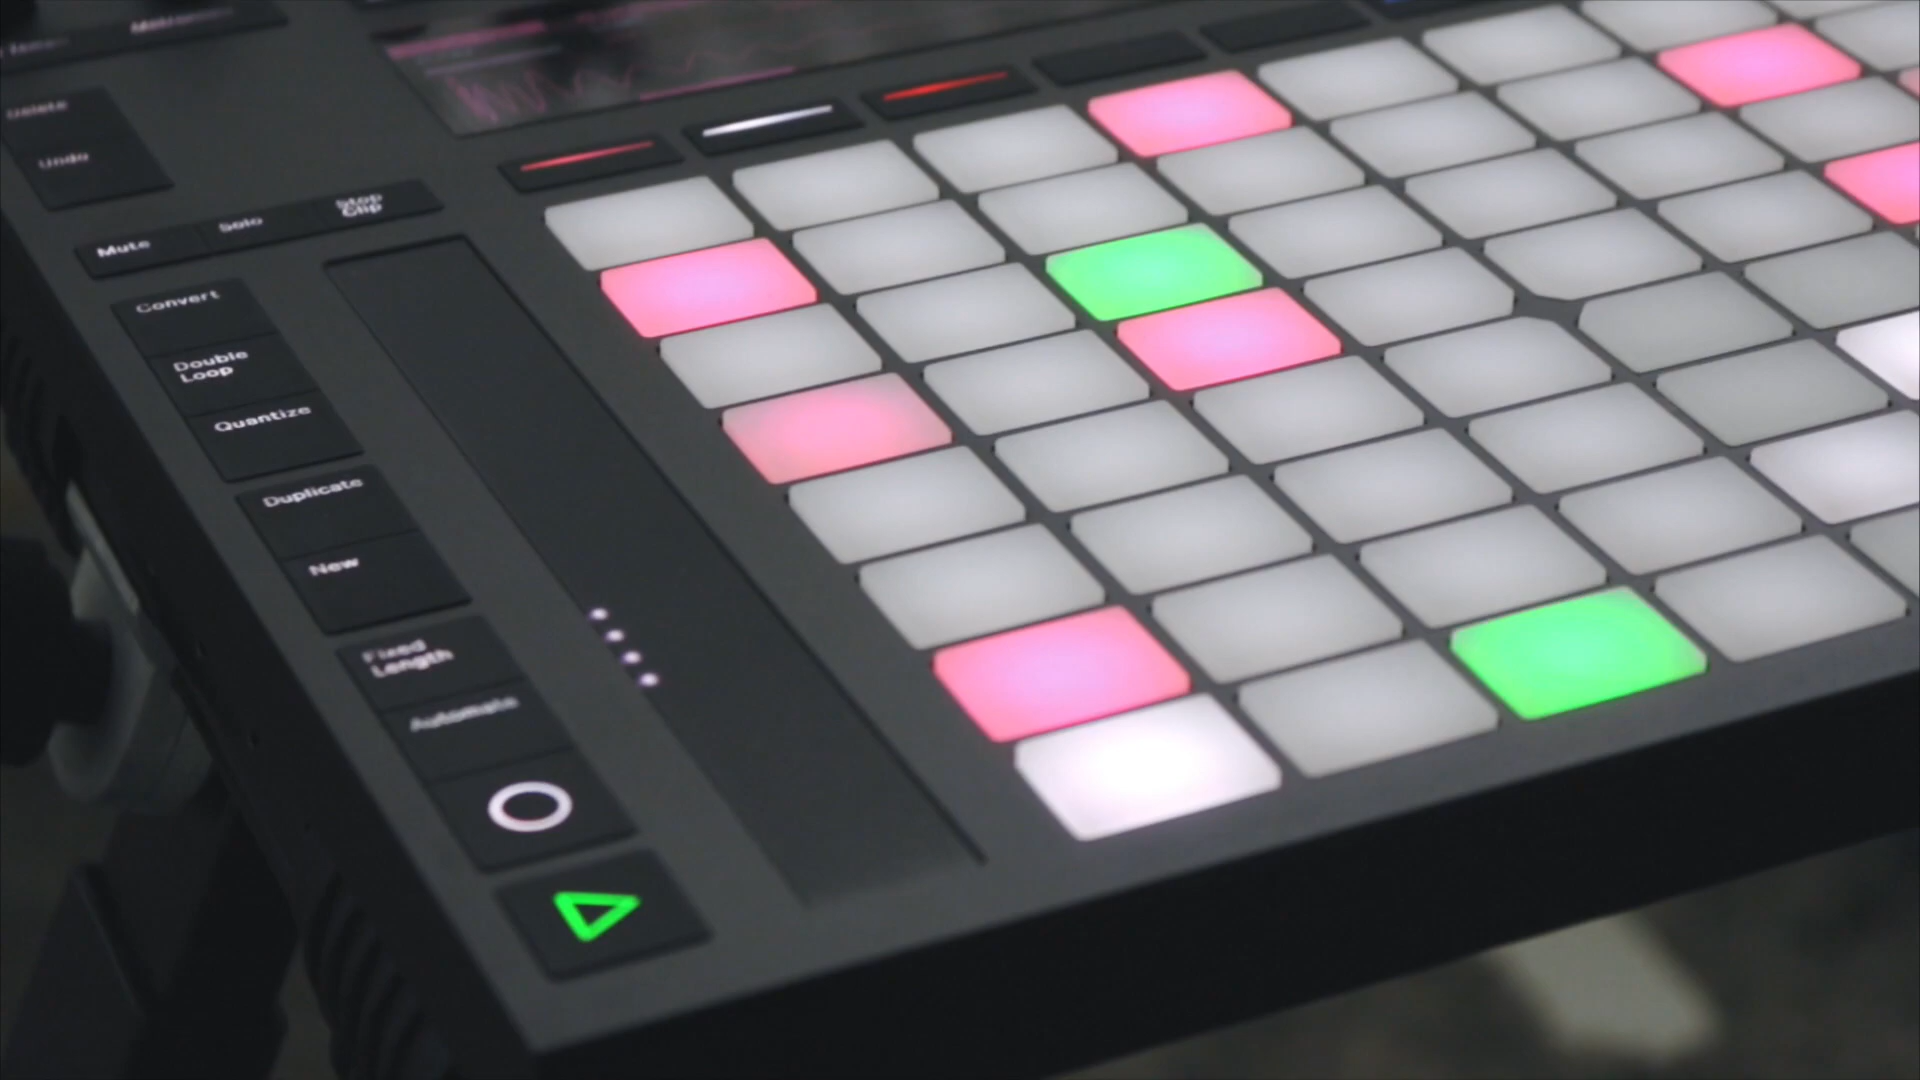 Delete
Undo
Mute
Solo
Stop
Clip
Convert
Double
Loop
Quantize
Duplicate
New
Fixed
Length
Automate